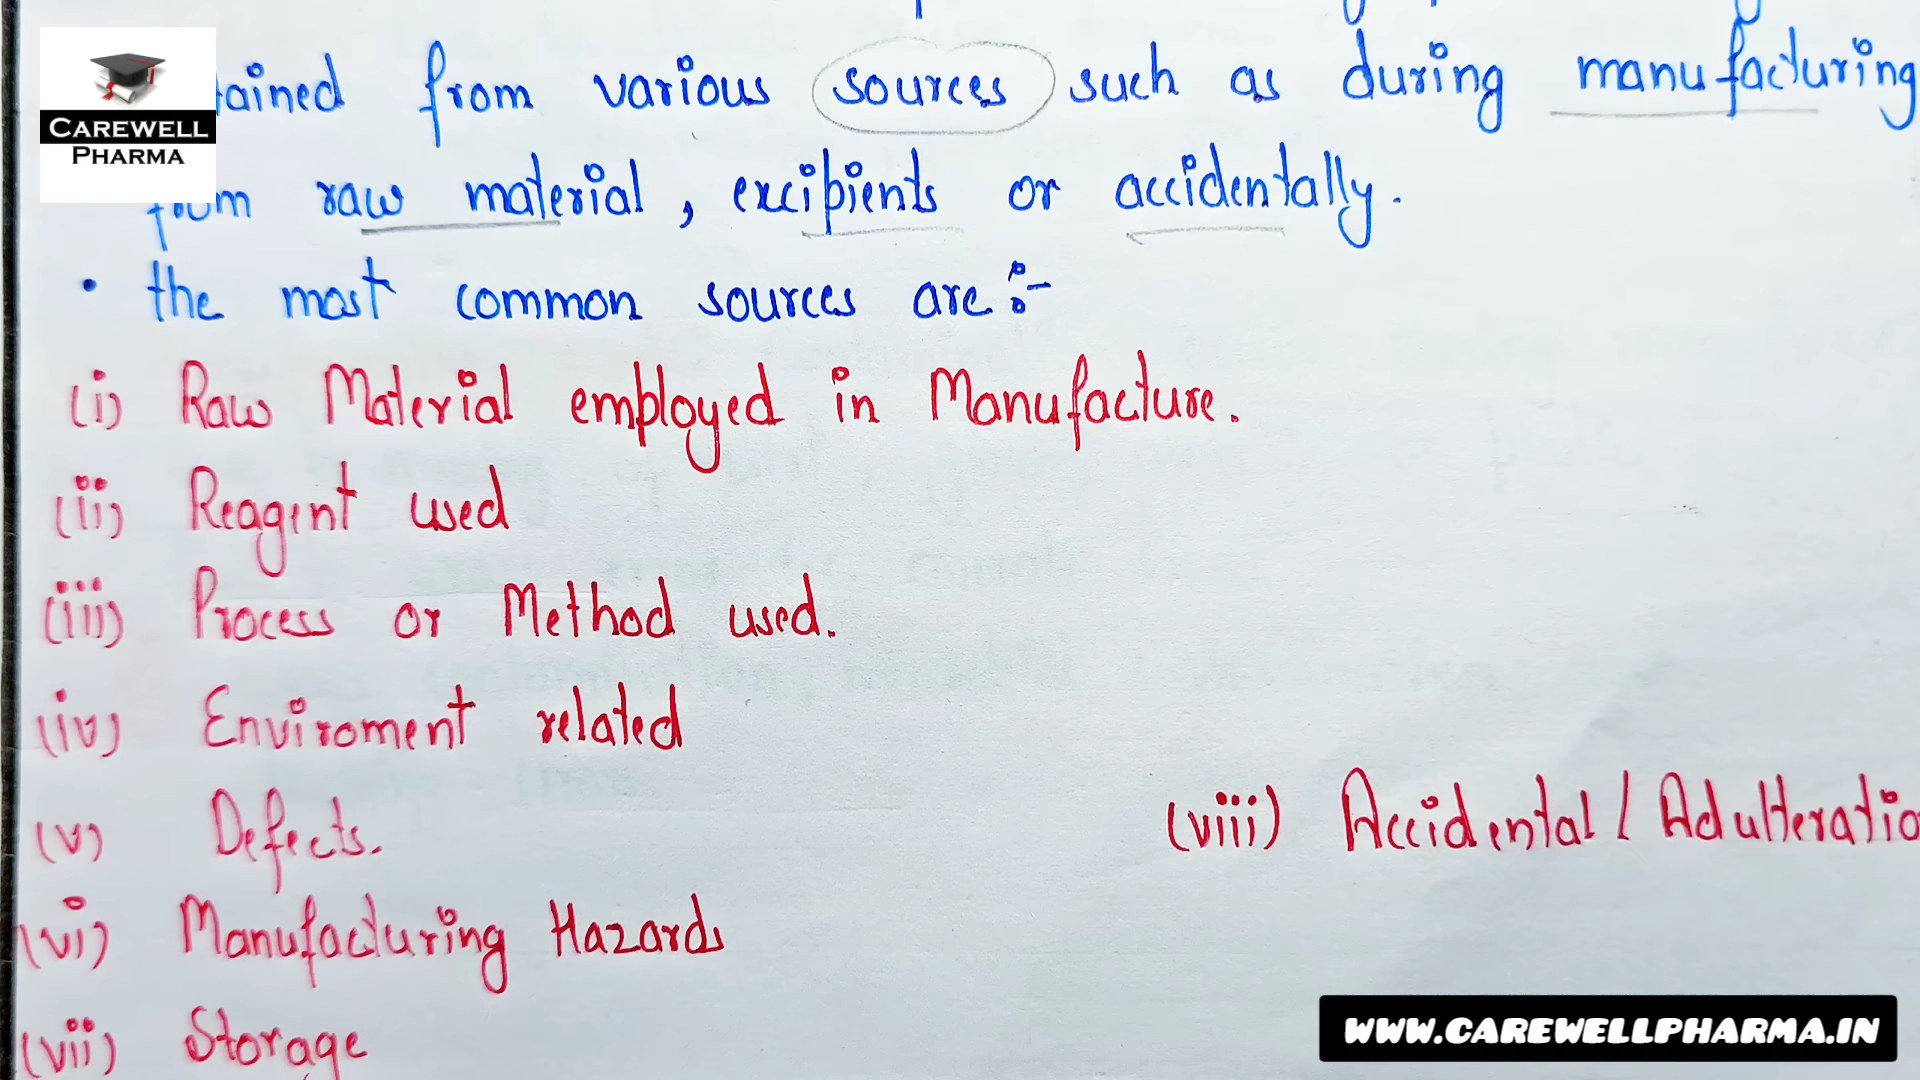 CAREWELL
PHARMA
from various sources such as during manufacturing
from raw material, excipients or accidentally.
• the most common sources are :-
(i) Raw Material employed in Manufacture.
(ii) Reagent used
(iii) Process or Method used.
(iv) Enviroment related
(v) Defects.
(viii) Accidental / Adulteratio
(vi) Manufacturing Hazards
(vii) Storage
WWW.CAREWELLPHARMA.IN